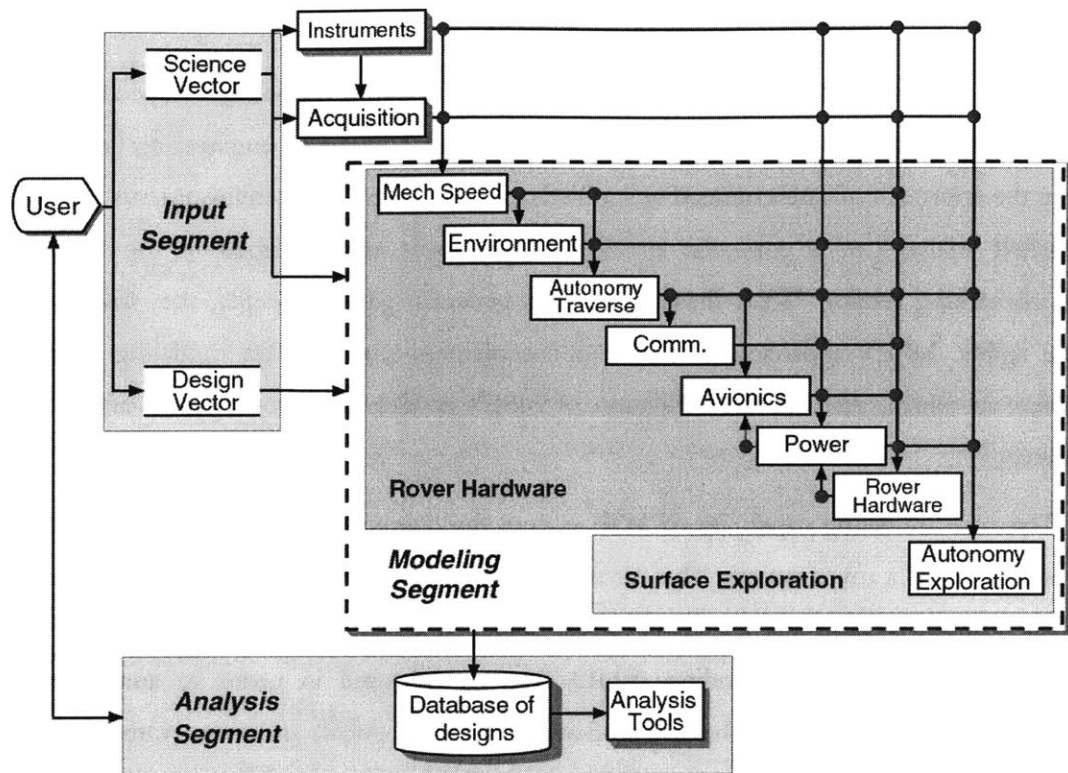 Instruments
Science
Vector
Acquisition
Mech Speed
User
Input
Segment
Environment
Autonomy
Traverse
Comm.
Design
Vector
Avionics
Power
Rover Hardware
Rover
Hardware
Modeling
Segment
Surface Exploration
Autonomy
Exploration
Analysis
Segment
Database of
designs
Analysis
Tools